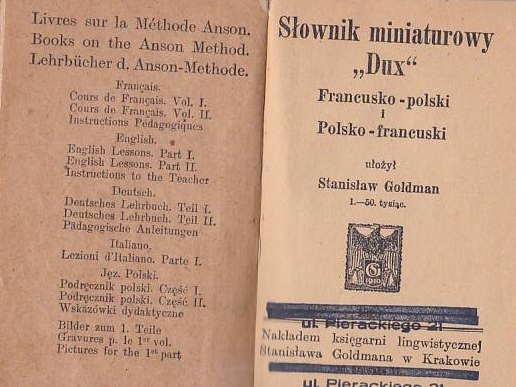 Livres sur la Méthode Anson.
Books on the Anson Method.
Lehrbücher d. Anson-Methode.
Français.
Cours de Français. Vol. I.
Cours de Français. Vol. II.
Instructions Pédagogiques
English.
English Lessons. Part I.
English Lessons. Part II.
Instructions to the Teacher
Deutsch.
Deutsches Lehrbuch. Teil I.
Deutsches Lehrbuch. Teil II.
Pädagogische Anleitungen
Italiano.
Lezioni d'Italiano. Parte I.
Jęz. Polski.
Podręcznik polski. Część I.
Podręcznik polski. Część II.
Wskazówki dydaktyczne
Bilder zum 1. Teile
Gravures p. le 1er vol.
Pictures for the 1st part
Słownik miniaturowy
„Dux“
Francusko-polski
i
Polsko-francuski
ułożył
Stanisław Goldman
1.—50. tysiąc.
SG
1910
ul. Pierackiego 21
Nakładem księgarni lingwistycznej
Stanisława Goldmana w Krakowie
ul. Pierackiego 21